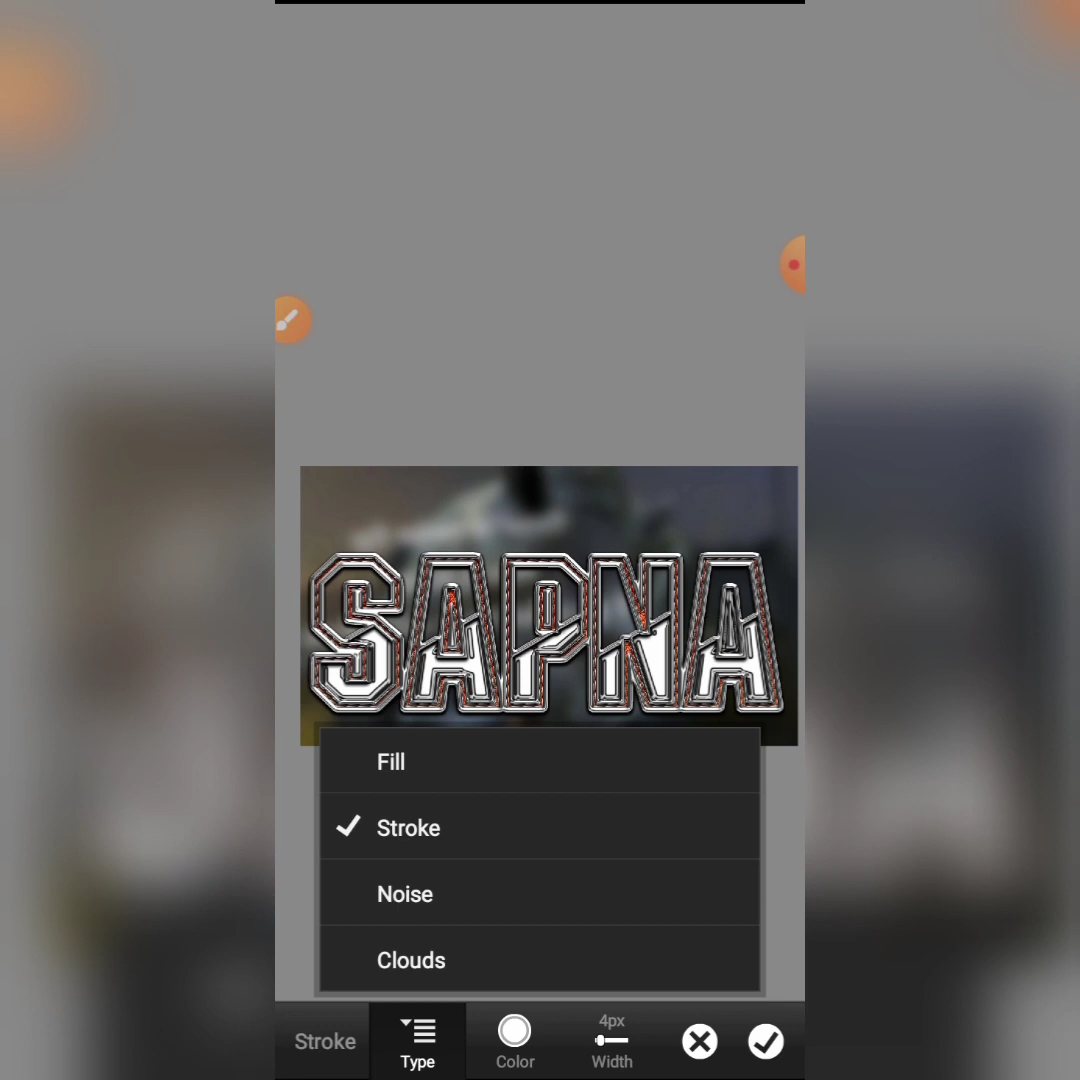 SAPNA
Fill
Stroke
Noise
Clouds
Stroke
Type
Color
4px
Width